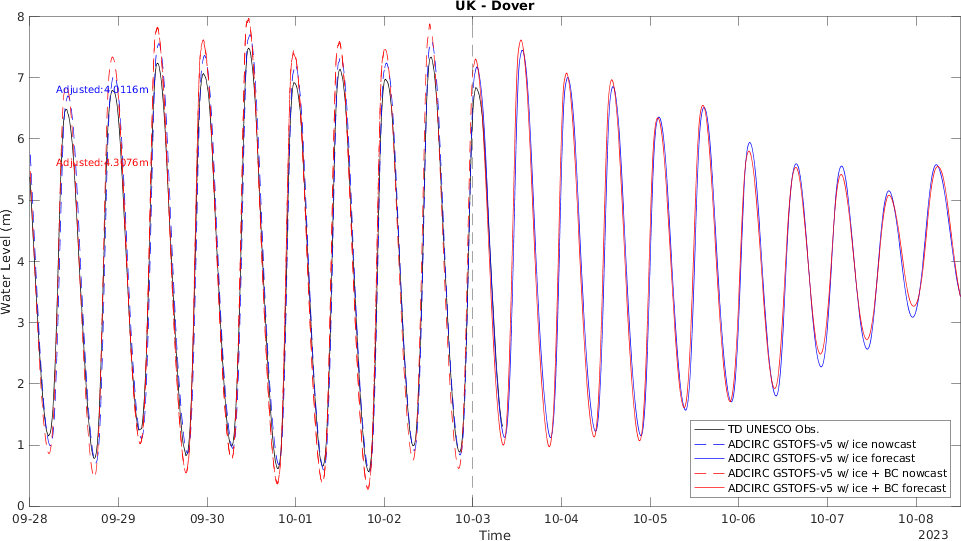 UK - Dover
8
7
6
5
4
3
2
1
0
Water Level (m)
Adjusted:4.0116m
Adjusted:4.3076m
TD UNESCO Obs.
ADCIRC GSTOFS-v5 w/ ice nowcast
ADCIRC GSTOFS-v5 w/ ice forecast
ADCIRC GSTOFS-v5 w/ ice + BC nowcast
ADCIRC GSTOFS-v5 w/ ice + BC forecast
09-28 09-29 09-30 10-01 10-02 10-03 10-04 10-05 10-06 10-07 10-08
Time
2023